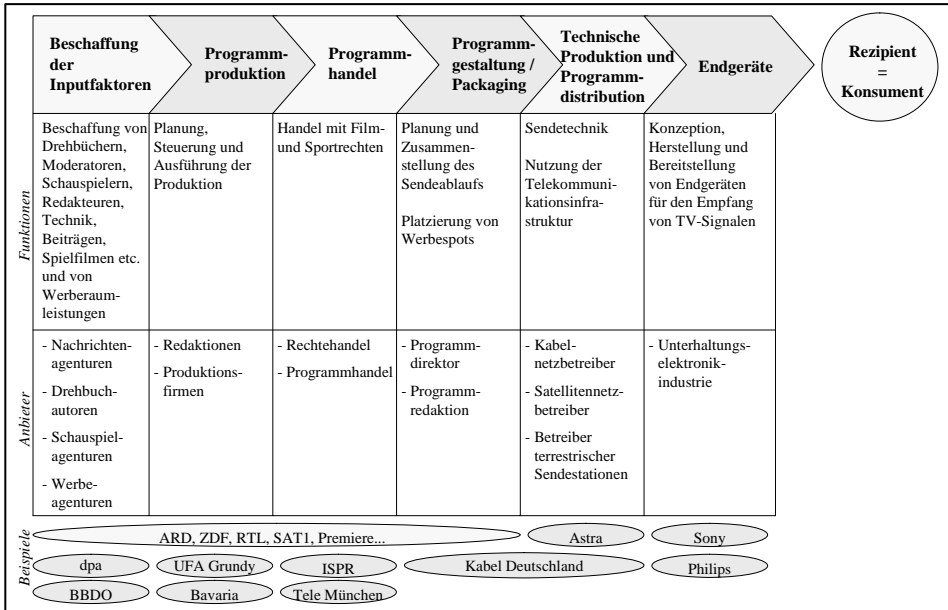 Beschaffung
der
Inputfaktoren
Programm-
produktion
Programm-
handel
Programm-
gestaltung /
Packaging
Technische
Produktion und
Programm-
distribution
Endgeräte
Rezipient
=
Konsument
Funktionen
Beschaffung von
Drehbüchern,
Moderatoren,
Schauspielern,
Redakteuren,
Technik,
Beiträgen,
Spielfilmen etc.
und von
Werberaum-
leistungen
Planung,
Steuerung und
Ausführung der
Produktion
Handel mit Film-
und Sportrechten
Planung und
Zusammen-
stellung des
Sendeablaufs
Platzierung von
Werbespots
Sendetechnik
Nutzung der
Telekommuni-
kationsinfra-
struktur
Konzeption,
Herstellung und
Bereitstellung
von Endgeräten
für den Empfang
von TV-Signalen
Anbieter
- Nachrichten-
agenturen
- Drehbuch-
autoren
- Schauspiel-
agenturen
- Werbe-
agenturen
- Redaktionen
- Produktions-
firmen
- Rechtehandel
- Programmhandel
- Programm-
direktor
- Programm-
redaktion
- Kabel-
netzbetreiber
- Satellitennetz-
betreiber
- Betreiber
terrestrischer
Sendestationen
- Unterhaltungs-
elektronik-
industrie
Beispiele
ARD, ZDF, RTL, SAT1, Premiere...
Astra
Sony
dpa
UFA Grundy
ISPR
Kabel Deutschland
Philips
BBDO
Bavaria
Tele München